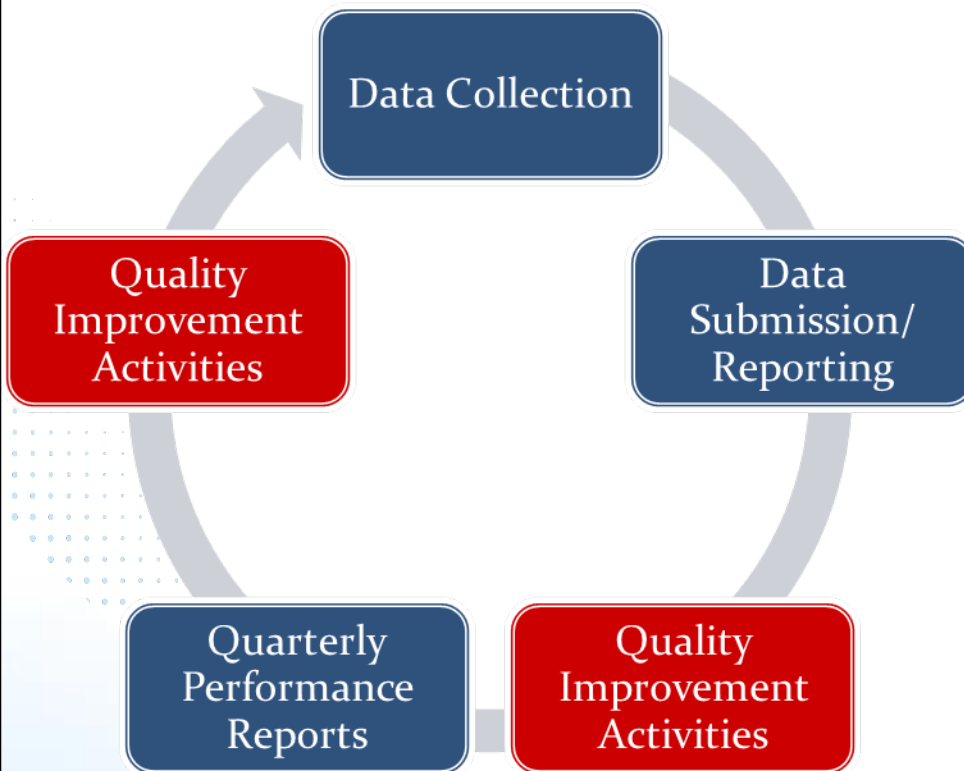 Data Collection
Data
Submission/
Reporting
Quality
Improvement
Activities
Quarterly
Performance
Reports
Quality
Improvement
Activities